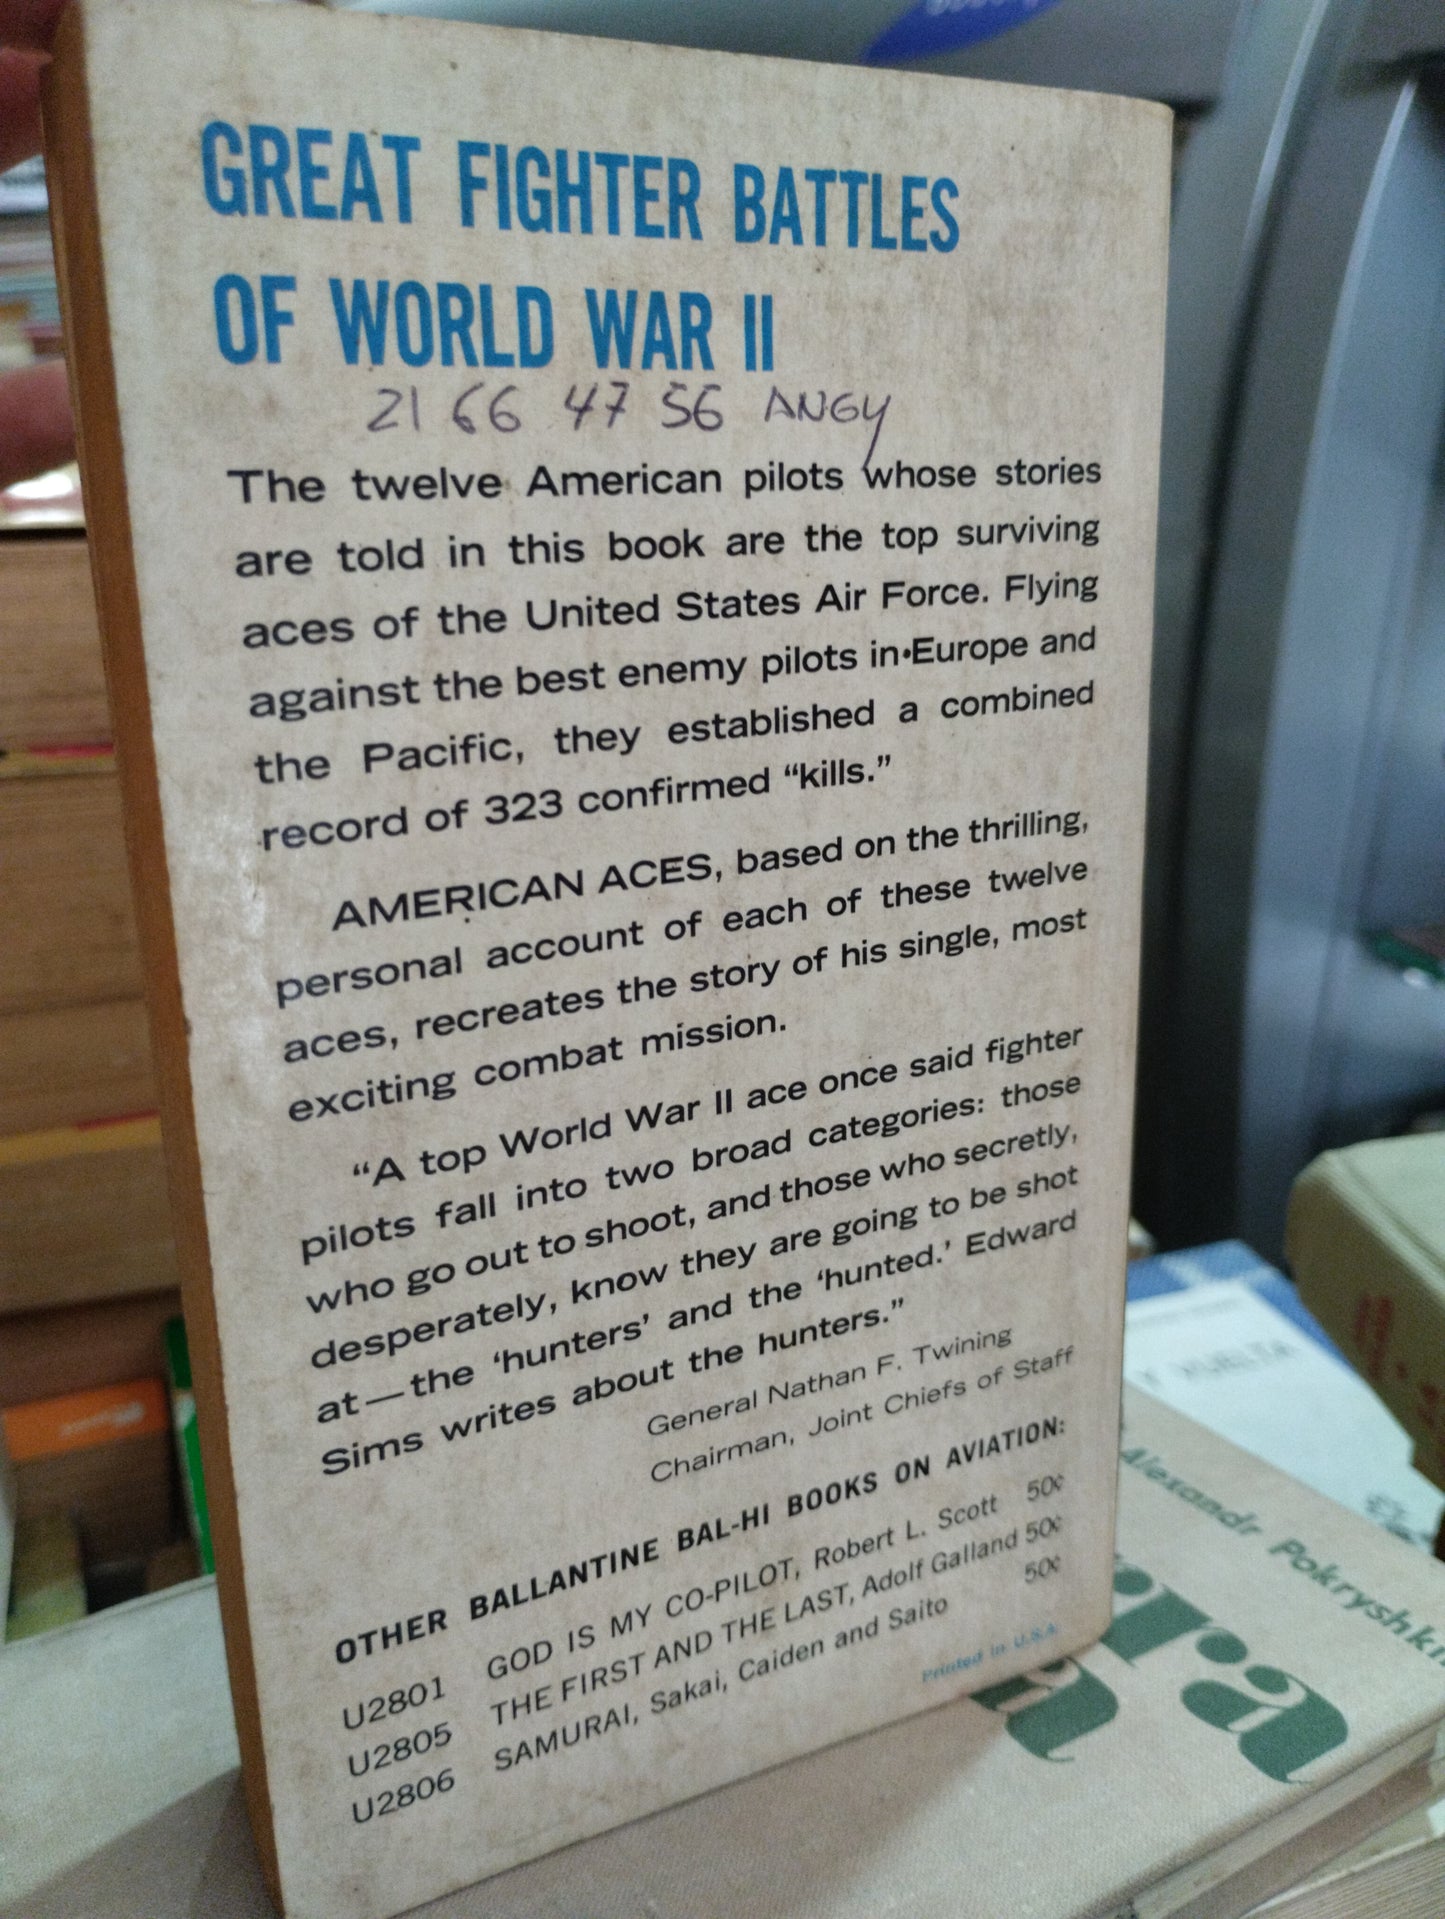 GREAT FIGHTER BATTLES
OF WORLD WAR II
21 66 47 56 ANGY
The twelve American pilots whose stories
are told in this book are the top surviving
aces of the United States Air Force. Flying
against the best enemy pilots in Europe and
the Pacific, they established a combined
record of 323 confirmed “kills.”
AMERICAN ACES, based on the thrilling,
personal account of each of these twelve
aces, recreates the story of his single, most
exciting combat mission.
“A top World War II ace once said fighter
pilots fall into two broad categories: those
who go out to shoot, and those who secretly,
desperately, know they are going to be shot
at—the ‘hunters’ and the ‘hunted.’ Edward
Sims writes about the hunters.”
General Nathan F. Twining
Chairman, Joint Chiefs of Staff
OTHER BALLANTINE BAL-HI BOOKS ON AVIATION:
U2801 GOD IS MY CO-PILOT, Robert L. Scott 50¢
U2805 THE FIRST AND THE LAST, Adolf Galland 50¢
U2806 SAMURAI, Sakai, Caiden and Saito 50¢
Printed in U.S.A.
Alexandr Pokryshkin